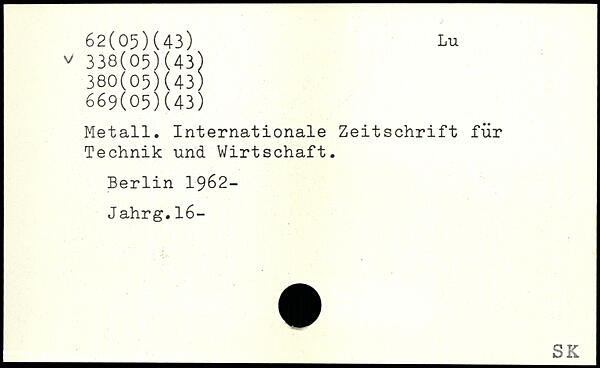 62(05)(43) Lu
v 338(05)(43)
380(05)(43)
669(05)(43)
Metall. Internationale Zeitschrift für
Technik und Wirtschaft.
Berlin 1962-
Jahrg.16-
SK